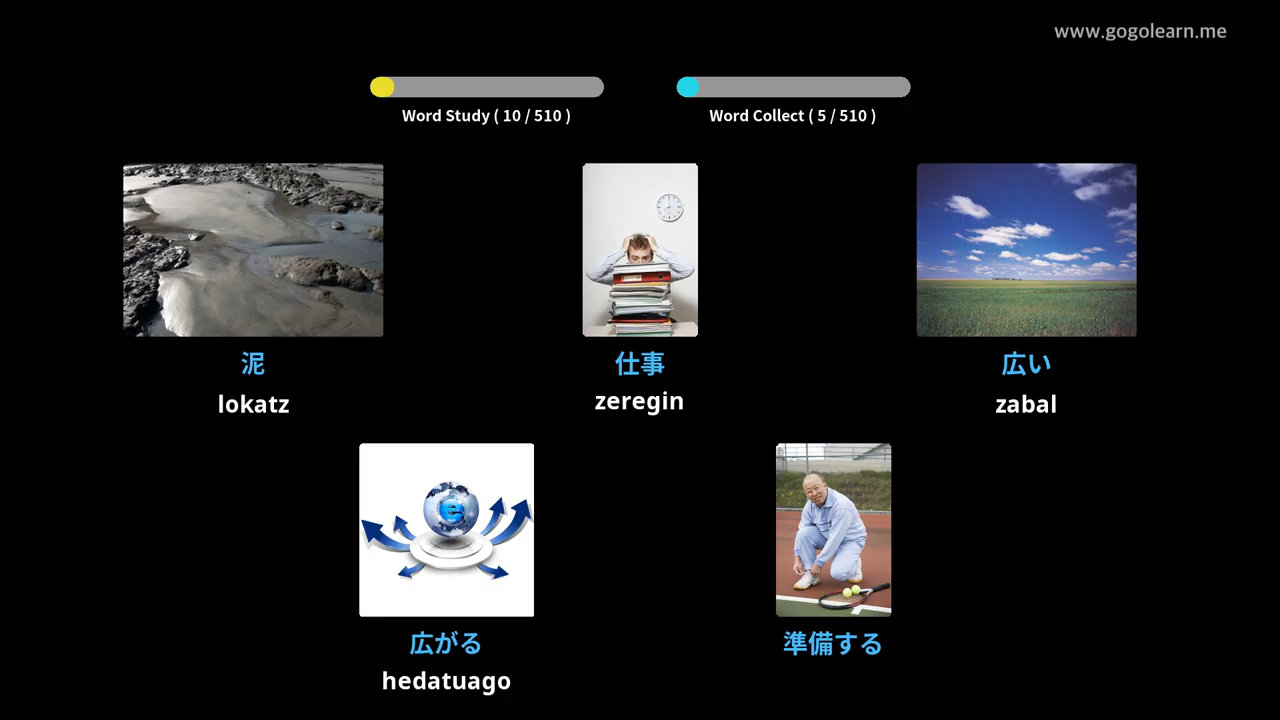 www.gogolearn.me
Word Study ( 10 / 510 )
Word Collect ( 5 / 510 )
泥
仕事
広い
lokatz
zeregin
zabal
e
広がる
準備する
hedatuago